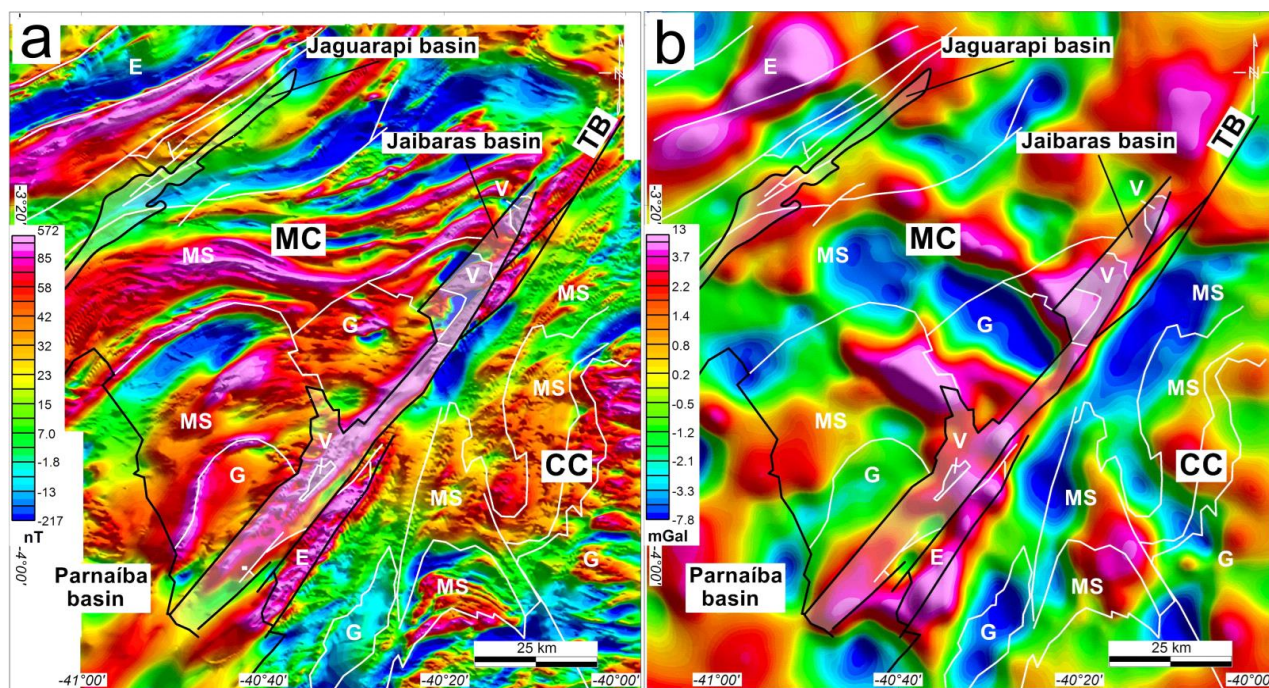 a
E
Jaguarapi basin
Jaibaras basin
TB
V
-3°20'
MC
MS
V
572
85
58
42
32
23
15
7.0
-1.8
-13
-217
nT
G
MS
MS
MS
V
G
CC
MS
E
-4°00'
Parnaíba
basin
MS
G
G
25 km
-41°00'
-40°40'
-40°20'
-40°00'
b
E
Jaguarapi basin
Jaibaras basin
TB
V
-3°20'
MC
MS
V
13
3.7
2.2
1.3
0.8
0.2
-0.5
-1.2
-2.1
-3.3
-7.8
mGal
G
MS
MS
MS
V
G
CC
MS
E
-4°00'
Parnaíba
basin
MS
G
G
25 km
-41°00'
-40°40'
-40°20'
-40°00'